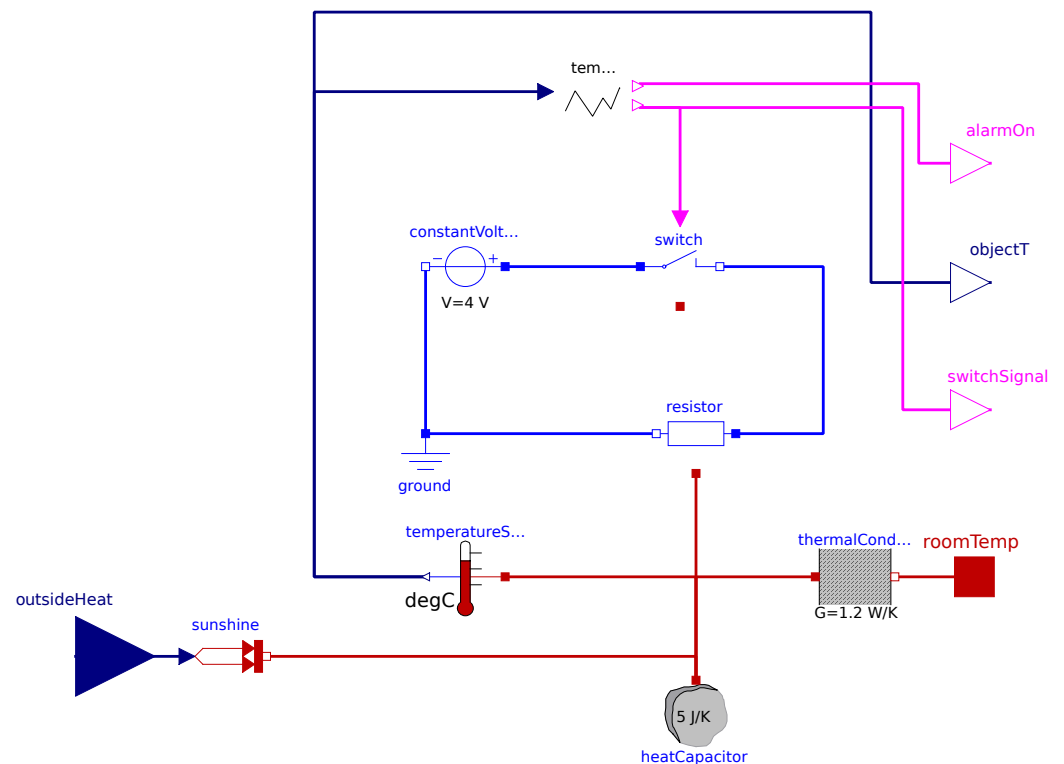 tem...
alarmOn
constantVolt...
switch
− +
objectT
V=4 V
switchSignal
resistor
ground
temperatureS...
thermalCond...
roomTemp
degC
outsideHeat
G=1.2 W/K
sunshine
5 J/K
heatCapacitor